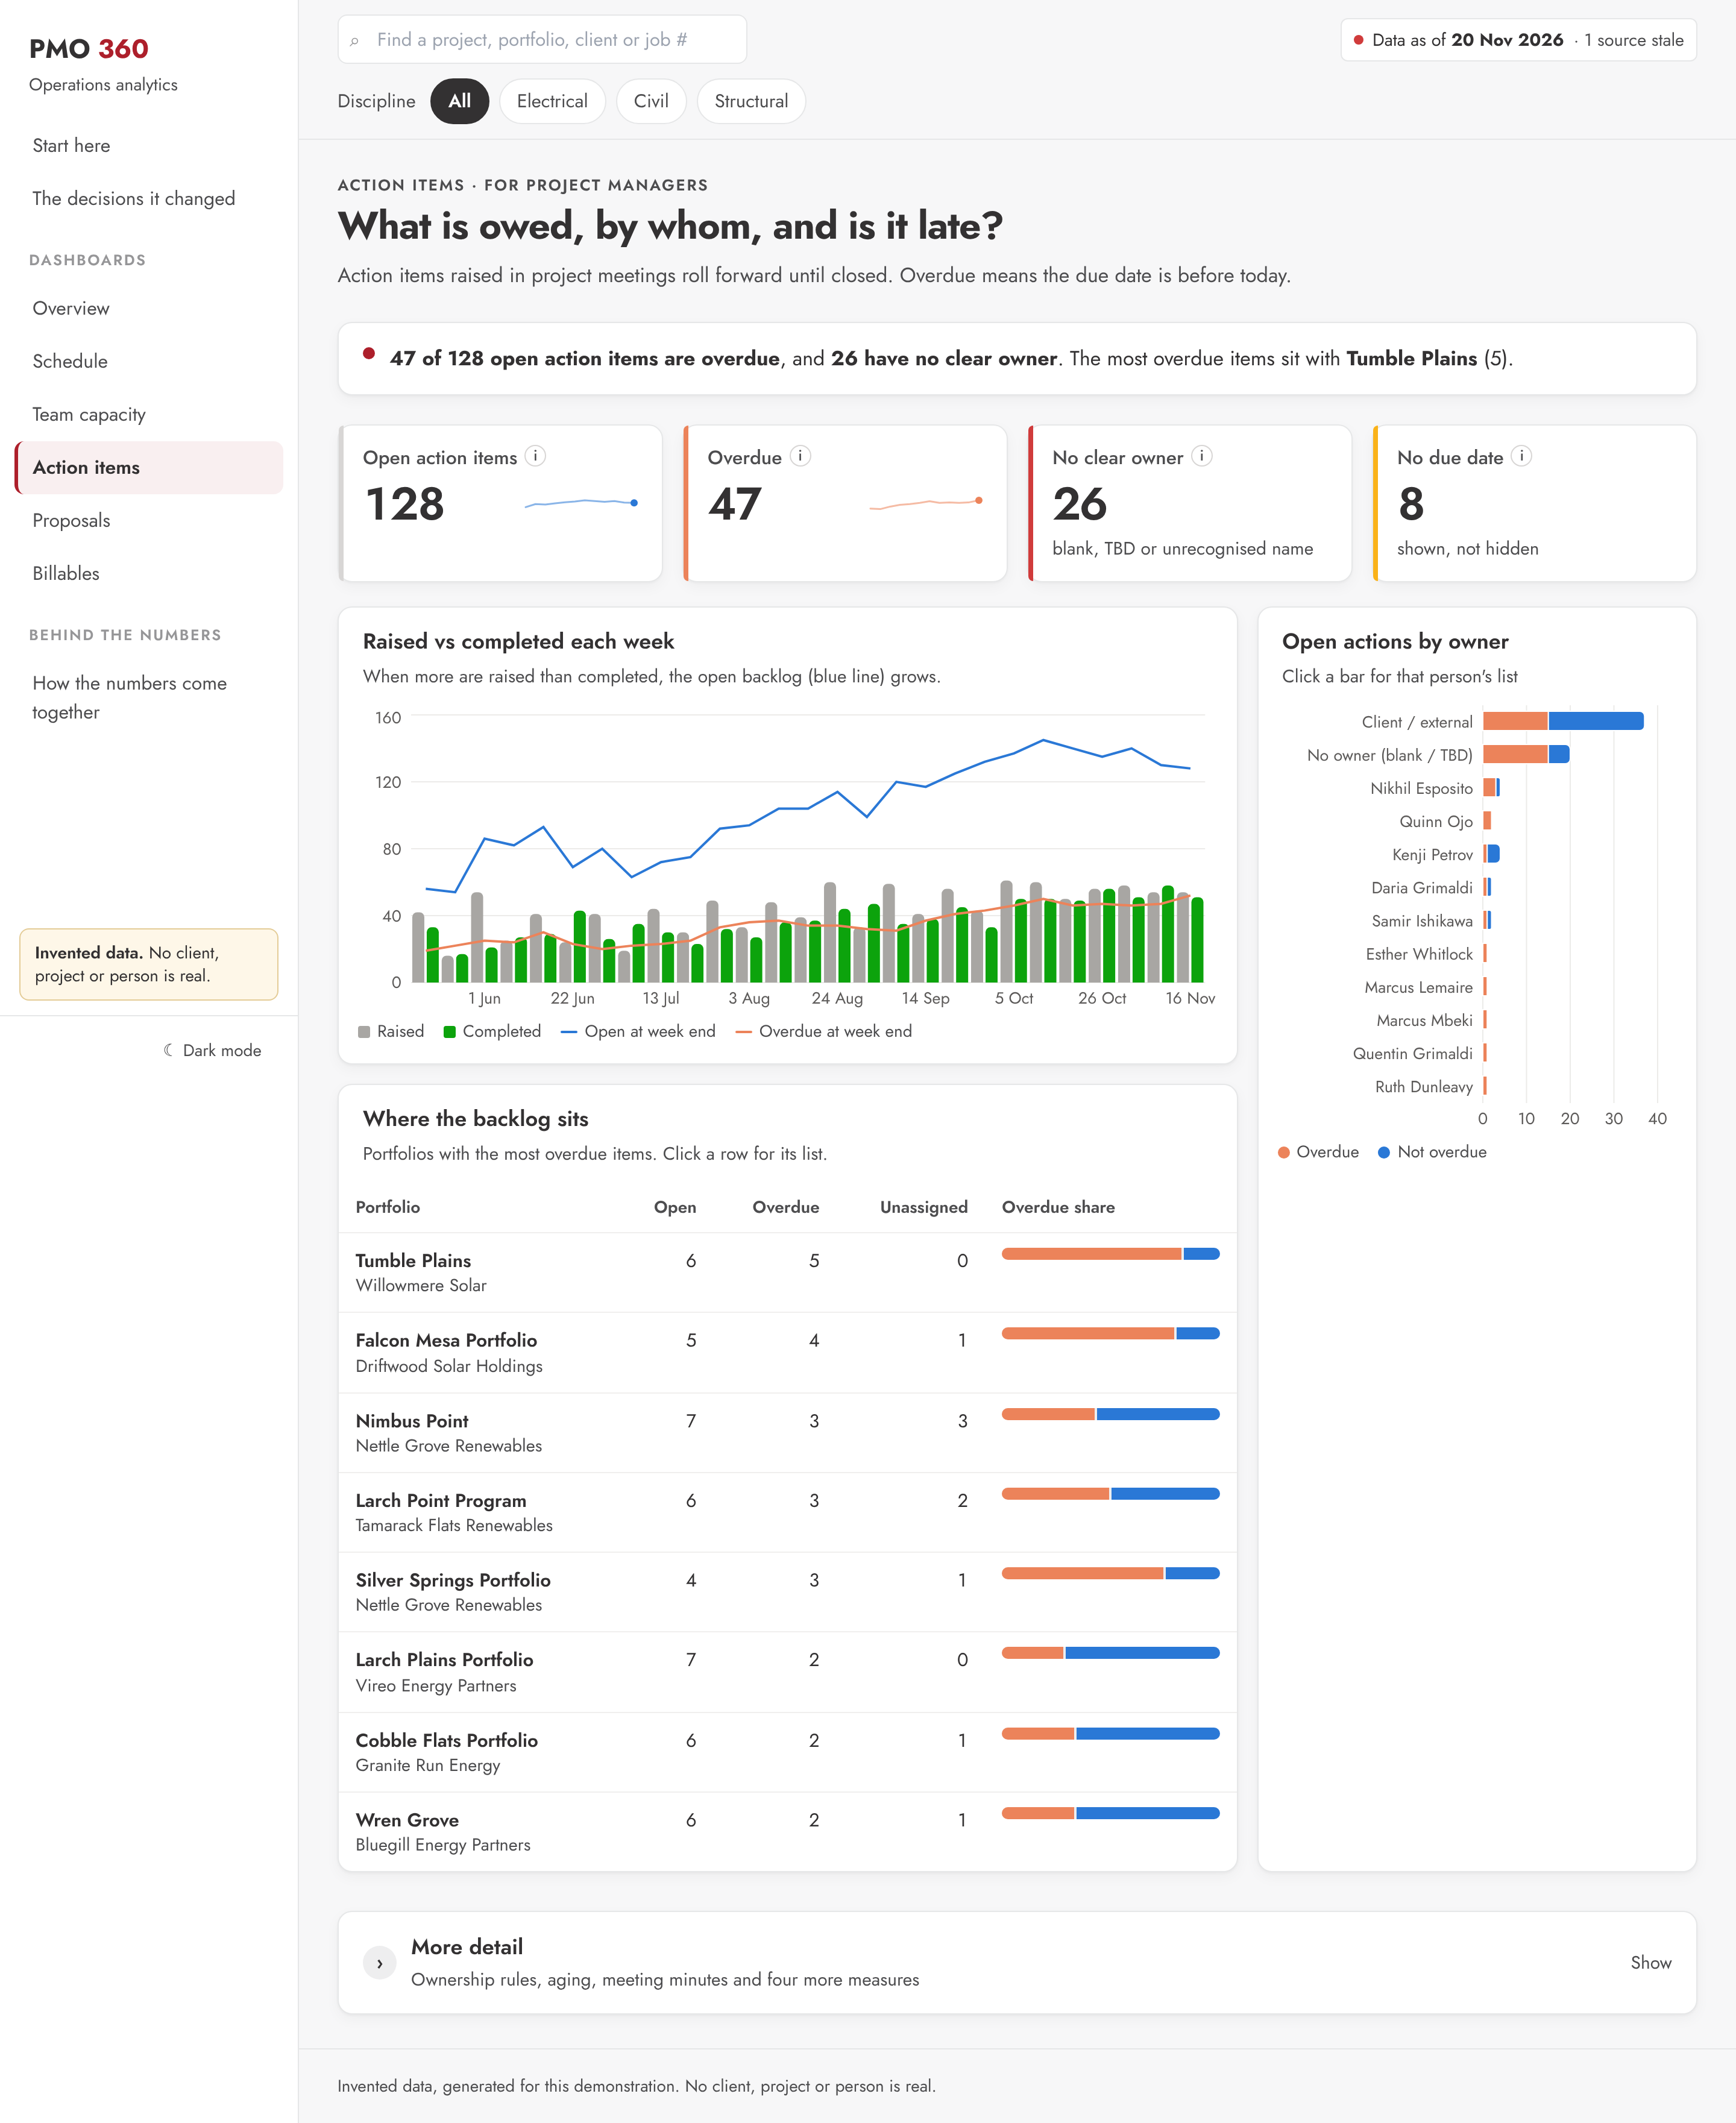 PMO 360
Operations analytics
Start here
The decisions it changed
DASHBOARDS
Overview
Schedule
Team capacity
Action items
Proposals
Billables
BEHIND THE NUMBERS
How the numbers come
together
Invented data. No client,
project or person is real.
☾ Dark mode
Find a project, portfolio, client or job #
Data as of 20 Nov 2026 · 1 source stale
Discipline All Electrical Civil Structural
ACTION ITEMS · FOR PROJECT MANAGERS
What is owed, by whom, and is it late?
Action items raised in project meetings roll forward until closed. Overdue means the due date is before today.
47 of 128 open action items are overdue, and 26 have no clear owner. The most overdue items sit with Tumble Plains (5).
Open action items i
128
Overdue i
47
No clear owner i
26
blank, TBD or unrecognised name
No due date i
8
shown, not hidden
Raised vs completed each week
When more are raised than completed, the open backlog (blue line) grows.
160
120
80
40
0
1 Jun 22 Jun 13 Jul 3 Aug 24 Aug 14 Sep 5 Oct 26 Oct 16 Nov
Raised Completed Open at week end Overdue at week end
Open actions by owner
Click a bar for that person's list
Client / external
No owner (blank / TBD)
Nikhil Esposito
Quinn Ojo
Kenji Petrov
Daria Grimaldi
Samir Ishikawa
Esther Whitlock
Marcus Lemaire
Marcus Mbeki
Quentin Grimaldi
Ruth Dunleavy
0 10 20 30 40
Overdue Not overdue
Where the backlog sits
Portfolios with the most overdue items. Click a row for its list.
Portfolio Open Overdue Unassigned Overdue share
Tumble Plains 6 5 0
Willowmere Solar
Falcon Mesa Portfolio 5 4 1
Driftwood Solar Holdings
Nimbus Point 7 3 3
Nettle Grove Renewables
Larch Point Program 6 3 2
Tamarack Flats Renewables
Silver Springs Portfolio 4 3 1
Nettle Grove Renewables
Larch Plains Portfolio 7 2 0
Vireo Energy Partners
Cobble Flats Portfolio 6 2 1
Granite Run Energy
Wren Grove 6 2 1
Bluegill Energy Partners
› More detail
Ownership rules, aging, meeting minutes and four more measures
Show
Invented data, generated for this demonstration. No client, project or person is real.